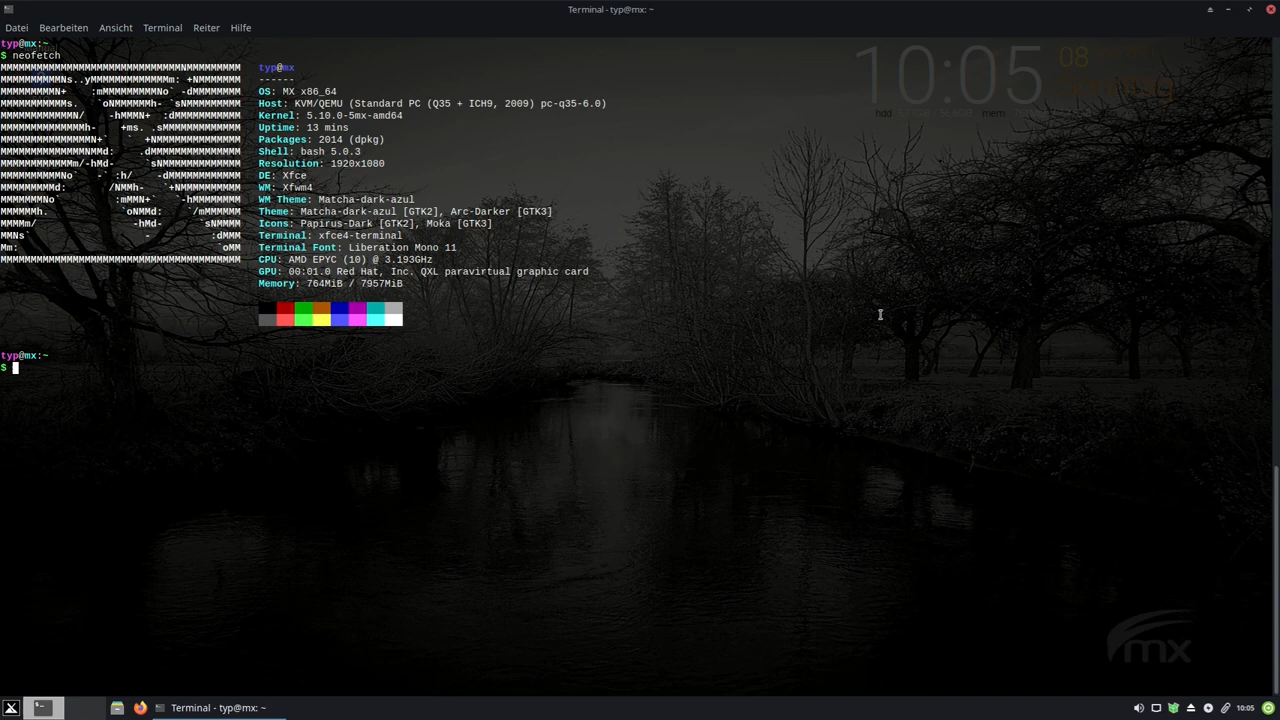 Terminal - typ@mx: ~
Datei Bearbeiten Ansicht Terminal Reiter Hilfe
typ@mx:~
$ neofetch
typ@mx
------
OS: MX x86_64
Host: KVM/QEMU (Standard PC (Q35 + ICH9, 2009) pc-q35-6.0)
Kernel: 5.10.0-5mx-amd64
Uptime: 13 mins
Packages: 2014 (dpkg)
Shell: bash 5.0.3
Resolution: 1920x1080
DE: Xfce
WM: Xfwm4
WM Theme: Matcha-dark-azul
Theme: Matcha-dark-azul [GTK2], Arc-Darker [GTK3]
Icons: Papirus-Dark [GTK2], Moka [GTK3]
Terminal: xfce4-terminal
Terminal Font: Liberation Mono 11
CPU: AMD EPYC (10) @ 3.193GHz
GPU: 00:01.0 Red Hat, Inc. QXL paravirtual graphic card
Memory: 764MiB / 7957MiB
typ@mx:~
$
10:05
08
Sonntag
hdd
mem
mx
Terminal - typ@mx: ~
10:05